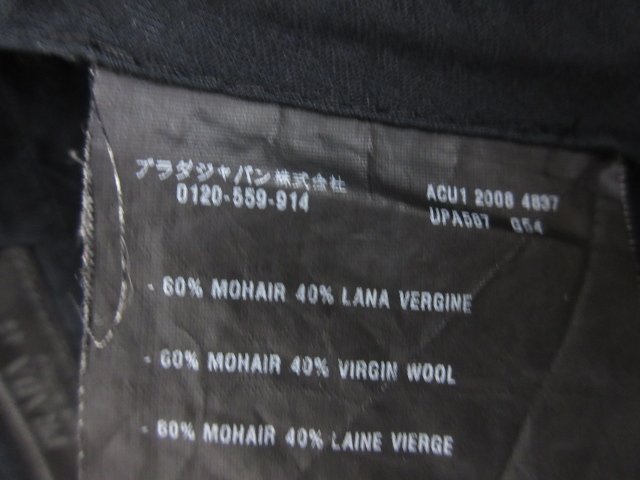 プラダジャパン株式会社
0120-559-914
ACU1 2006 4837
UPA587 G54
- 60% MOHAIR 40% LANA VERGINE
- 60% MOHAIR 40% VIRGIN WOOL
- 60% MOHAIR 40% LAINE VIERGE